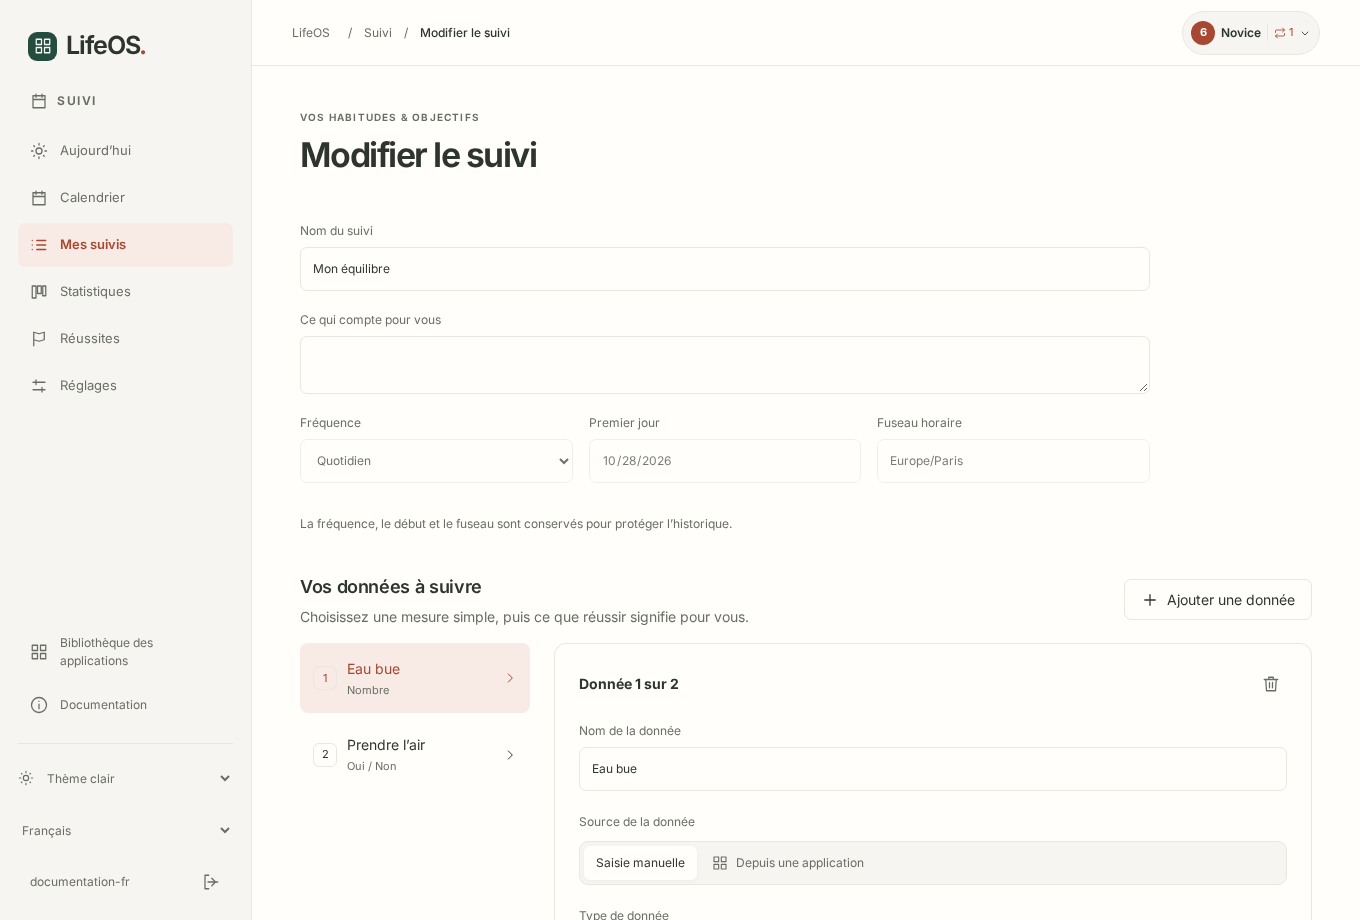 LifeOS.
SUIVI
Aujourd'hui
Calendrier
Mes suivis
Statistiques
Réussites
Réglages
Bibliothèque des
applications
Documentation
Thème clair
Français
documentation-fr
LifeOS / Suivi / Modifier le suivi
6 Novice 1
VOS HABITUDES & OBJECTIFS
Modifier le suivi
Nom du suivi
Mon équilibre
Ce qui compte pour vous
Fréquence Premier jour Fuseau horaire
Quotidien 10/28/2026 Europe/Paris
La fréquence, le début et le fuseau sont conservés pour protéger l'historique.
Vos données à suivre
Choisissez une mesure simple, puis ce que réussir signifie pour vous.
Ajouter une donnée
1 Eau bue
Nombre
2 Prendre l'air
Oui / Non
Donnée 1 sur 2
Nom de la donnée
Eau bue
Source de la donnée
Saisie manuelle Depuis une application
Type de donnée